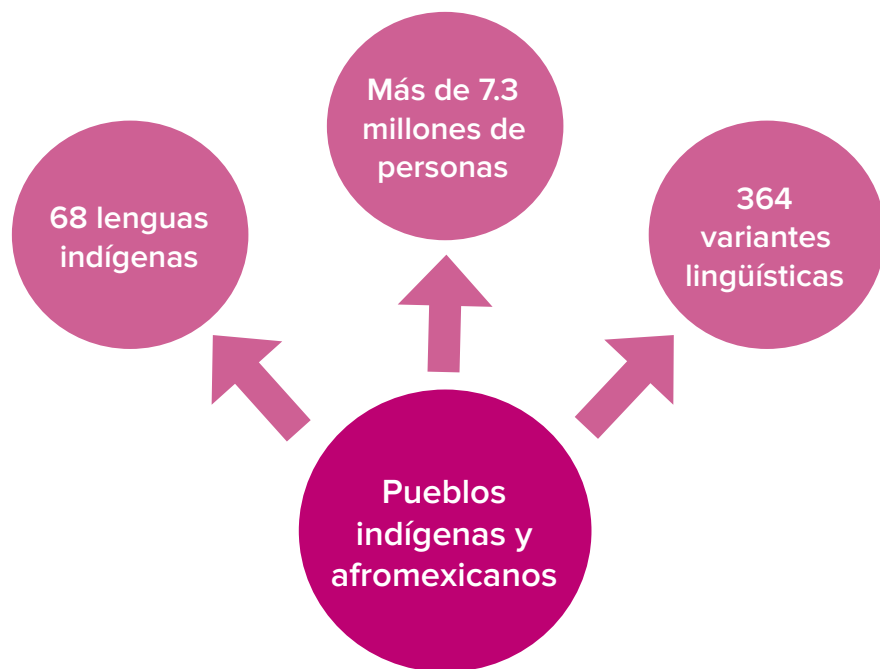 Más de 7.3
millones de
personas
68 lenguas
indígenas
364
variantes
lingüísticas
Pueblos
indígenas y
afromexicanos